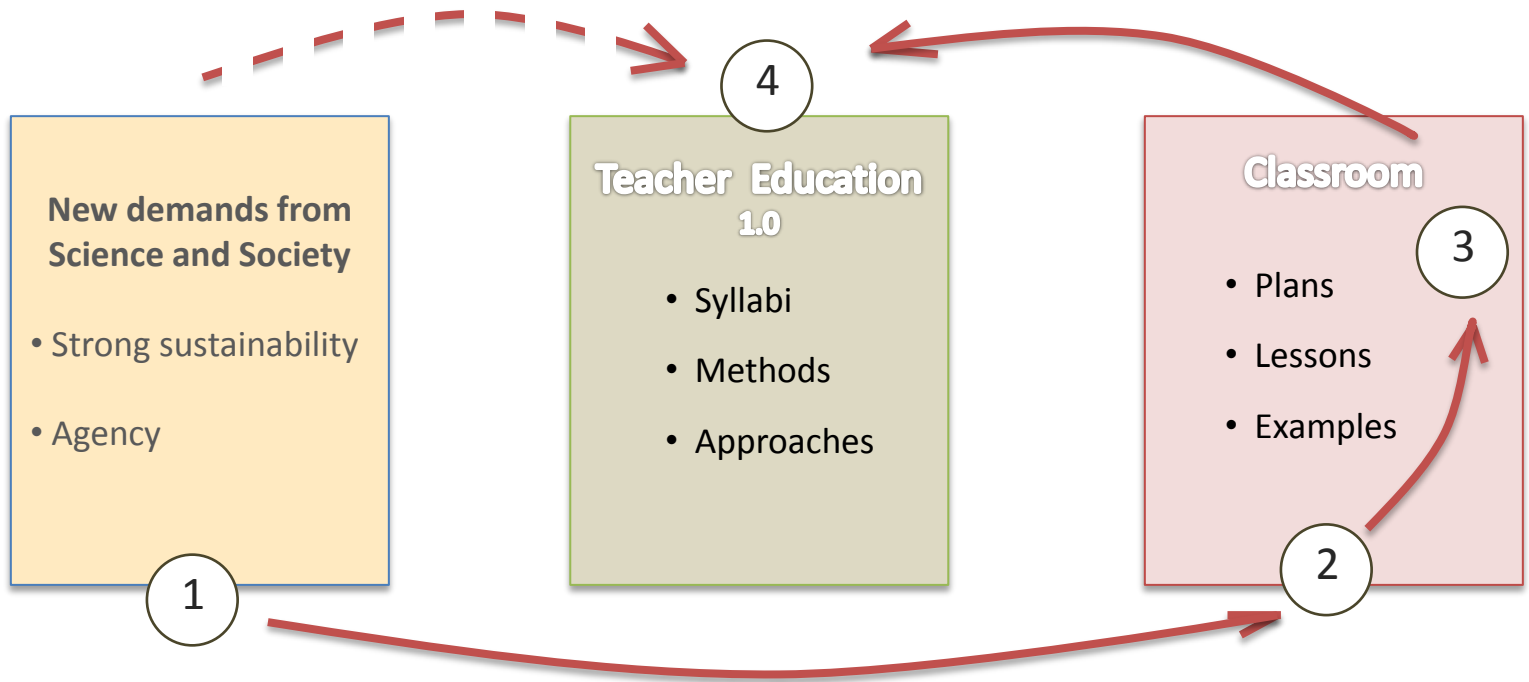 New demands from
Science and Society
• Strong sustainability
• Agency
1
4
Teacher Education
1.0
• Syllabi
• Methods
• Approaches
Classroom
3
• Plans
• Lessons
• Examples
2